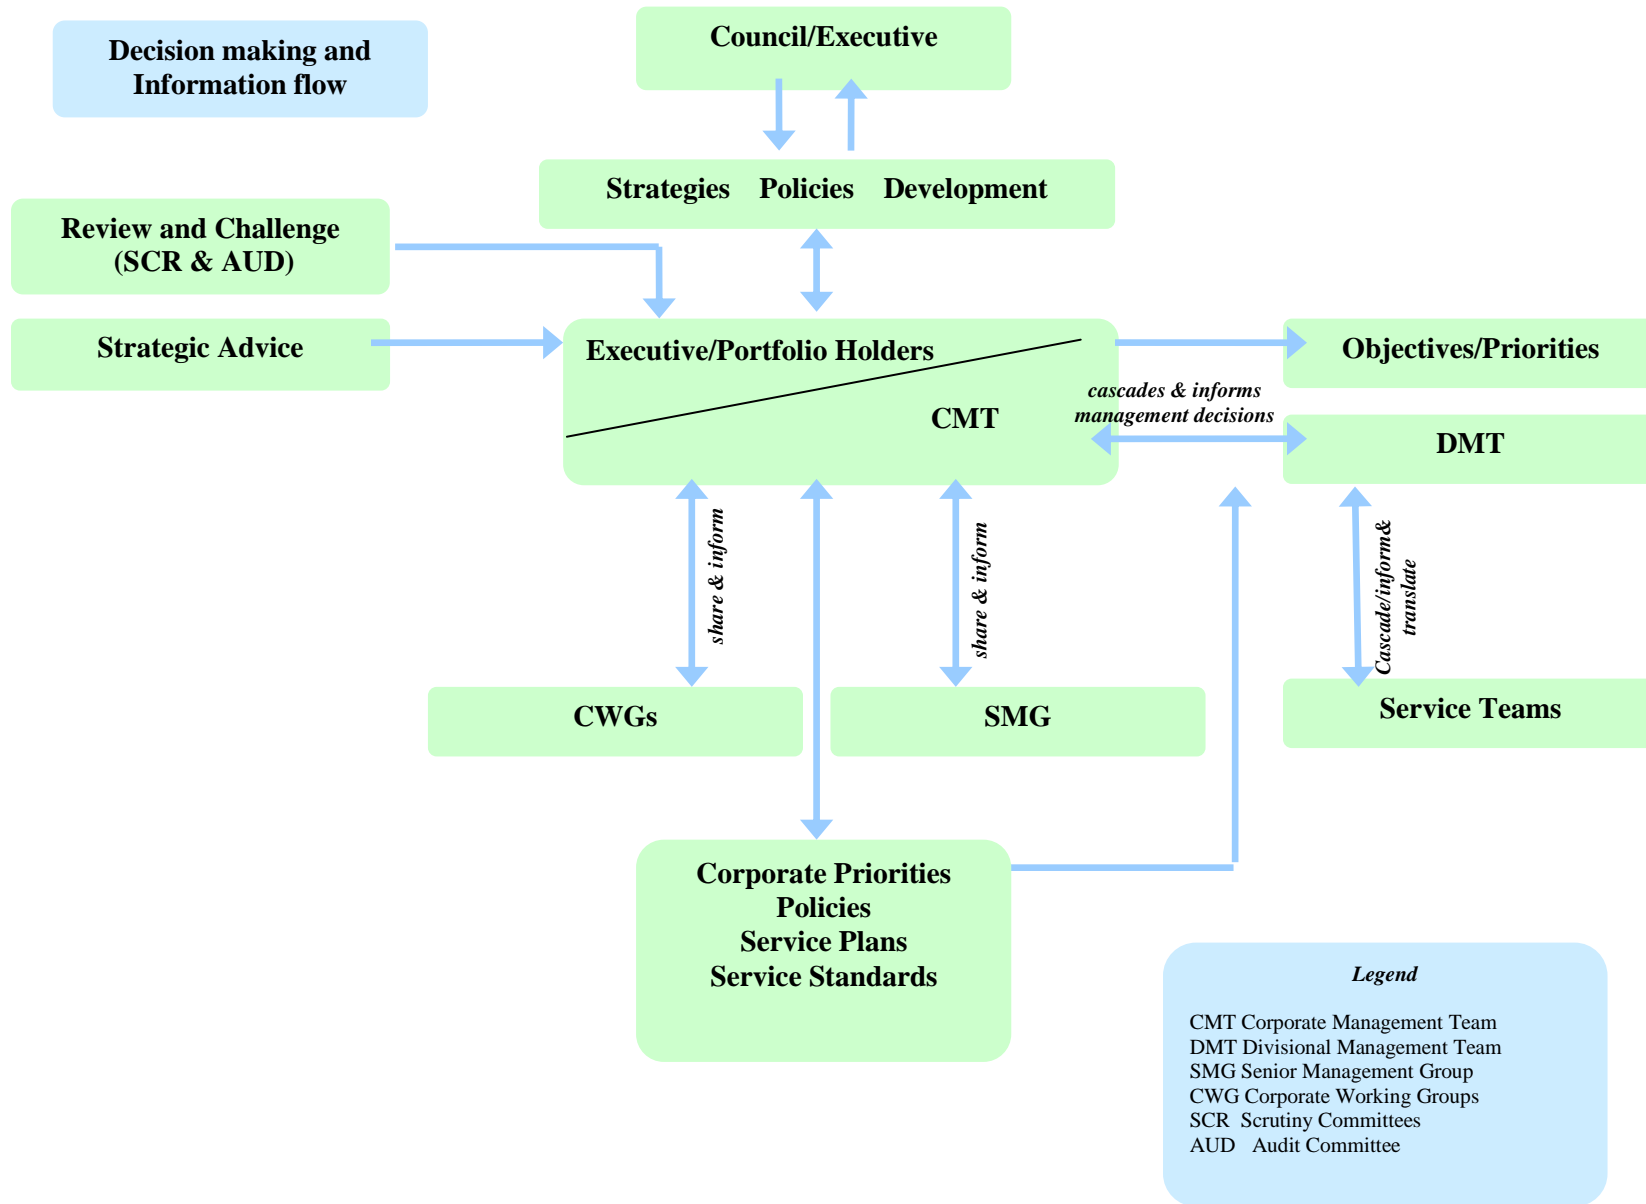 Decision making and
Information flow
Council/Executive
Strategies Policies Development
Review and Challenge
(SCR & AUD)
Strategic Advice
Executive/Portfolio Holders
CMT
Objectives/Priorities
cascades & informs
management decisions
DMT
share & inform
share & inform
Cascade/inform&
translate
CWGs
SMG
Service Teams
Corporate Priorities
Policies
Service Plans
Service Standards
Legend
CMT Corporate Management Team
DMT Divisional Management Team
SMG Senior Management Group
CWG Corporate Working Groups
SCR Scrutiny Committees
AUD Audit Committee